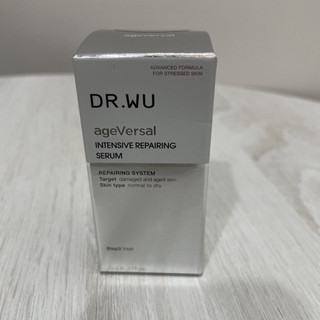 ageVersal
ADVANCED FORMULA
FOR STRESSED SKIN
DR.WU
ageVersal
INTENSIVE REPAIRING
SERUM
REPAIRING SYSTEM
Target damaged and aged skin
Skin type normal to dry